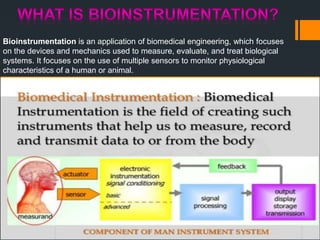 WHAT IS BIOINSTRUMENTATION?
Bioinstrumentation is an application of biomedical engineering, which focuses
on the devices and mechanics used to measure, evaluate, and treat biological
systems. It focuses on the use of multiple sensors to monitor physiological
characteristics of a human or animal.
Biomedical Instrumentation : Biomedical
Instrumentation is the field of creating such
instruments that help us to measure, record
and transmit data to or from the body
actuator
sensor
measurand
electronic
instrumentation
signal conditioning
basic
advanced
feedback
signal
processing
output
display
storage
transmission
COMPONENT OF MAN INSTRUMENT SYSTEM